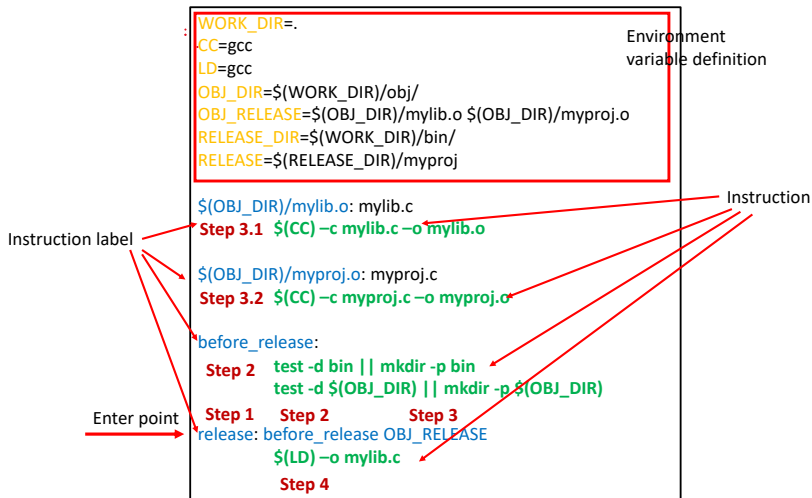 WORK_DIR=.
CC=gcc
LD=gcc
OBJ_DIR=$(WORK_DIR)/obj/
OBJ_RELEASE=$(OBJ_DIR)/mylib.o $(OBJ_DIR)/myproj.o
RELEASE_DIR=$(WORK_DIR)/bin/
RELEASE=$(RELEASE_DIR)/myproj
Environment
variable definition
$(OBJ_DIR)/mylib.o: mylib.c
Step 3.1 $(CC) –c mylib.c –o mylib.o
Instruction
Instruction label
$(OBJ_DIR)/myproj.o: myproj.c
Step 3.2 $(CC) –c myproj.c –o myproj.o
before_release:
Step 2 test -d bin || mkdir -p bin
test -d $(OBJ_DIR) || mkdir -p $(OBJ_DIR)
Step 1 Step 2 Step 3
Enter point
release: before_release OBJ_RELEASE
$(LD) –o mylib.c
Step 4